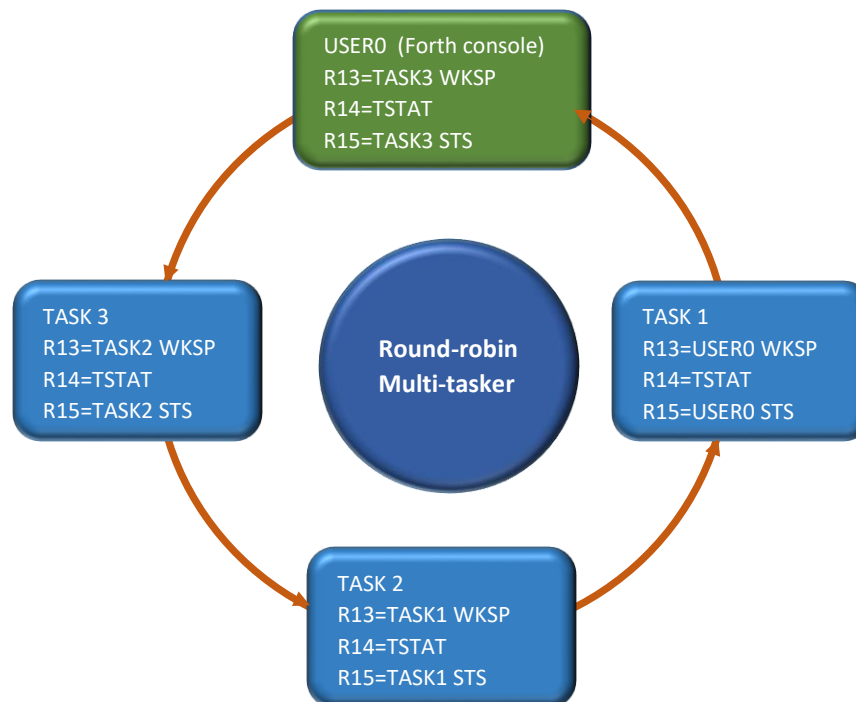 USER0  (Forth console)
R13=TASK3 WKSP
R14=TSTAT
R15=TASK3 STS
TASK 3
R13=TASK2 WKSP
R14=TSTAT
R15=TASK2 STS
Round-robin
Multi-tasker
TASK 1
R13=USER0 WKSP
R14=TSTAT
R15=USER0 STS
TASK 2
R13=TASK1 WKSP
R14=TSTAT
R15=TASK1 STS